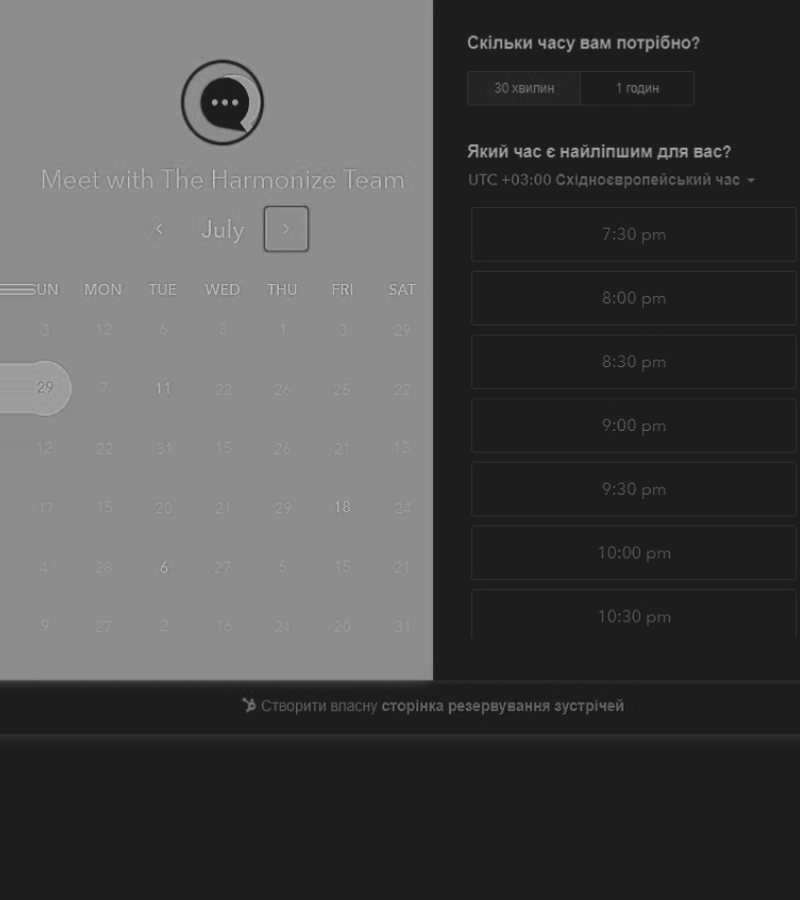 Meet with The Harmonize Team
July
SUN MON TUE WED THU FRI SAT
3 12 6 8 1 3 29
29 7 11 22 26 25 22
12 22 31 15 26 21 13
17 15 20 21 29 18 24
4 28 6 27 6 15 21
9 27 2 16 21 20 31
Скільки часу вам потрібно?
30 хвилин 1 годин
Який час є найліпшим для вас?
UTC +03:00 Східноєвропейський час
7:30 pm
8:00 pm
8:30 pm
9:00 pm
9:30 pm
10:00 pm
10:30 pm
Створити власну сторінка резервування зустрічей